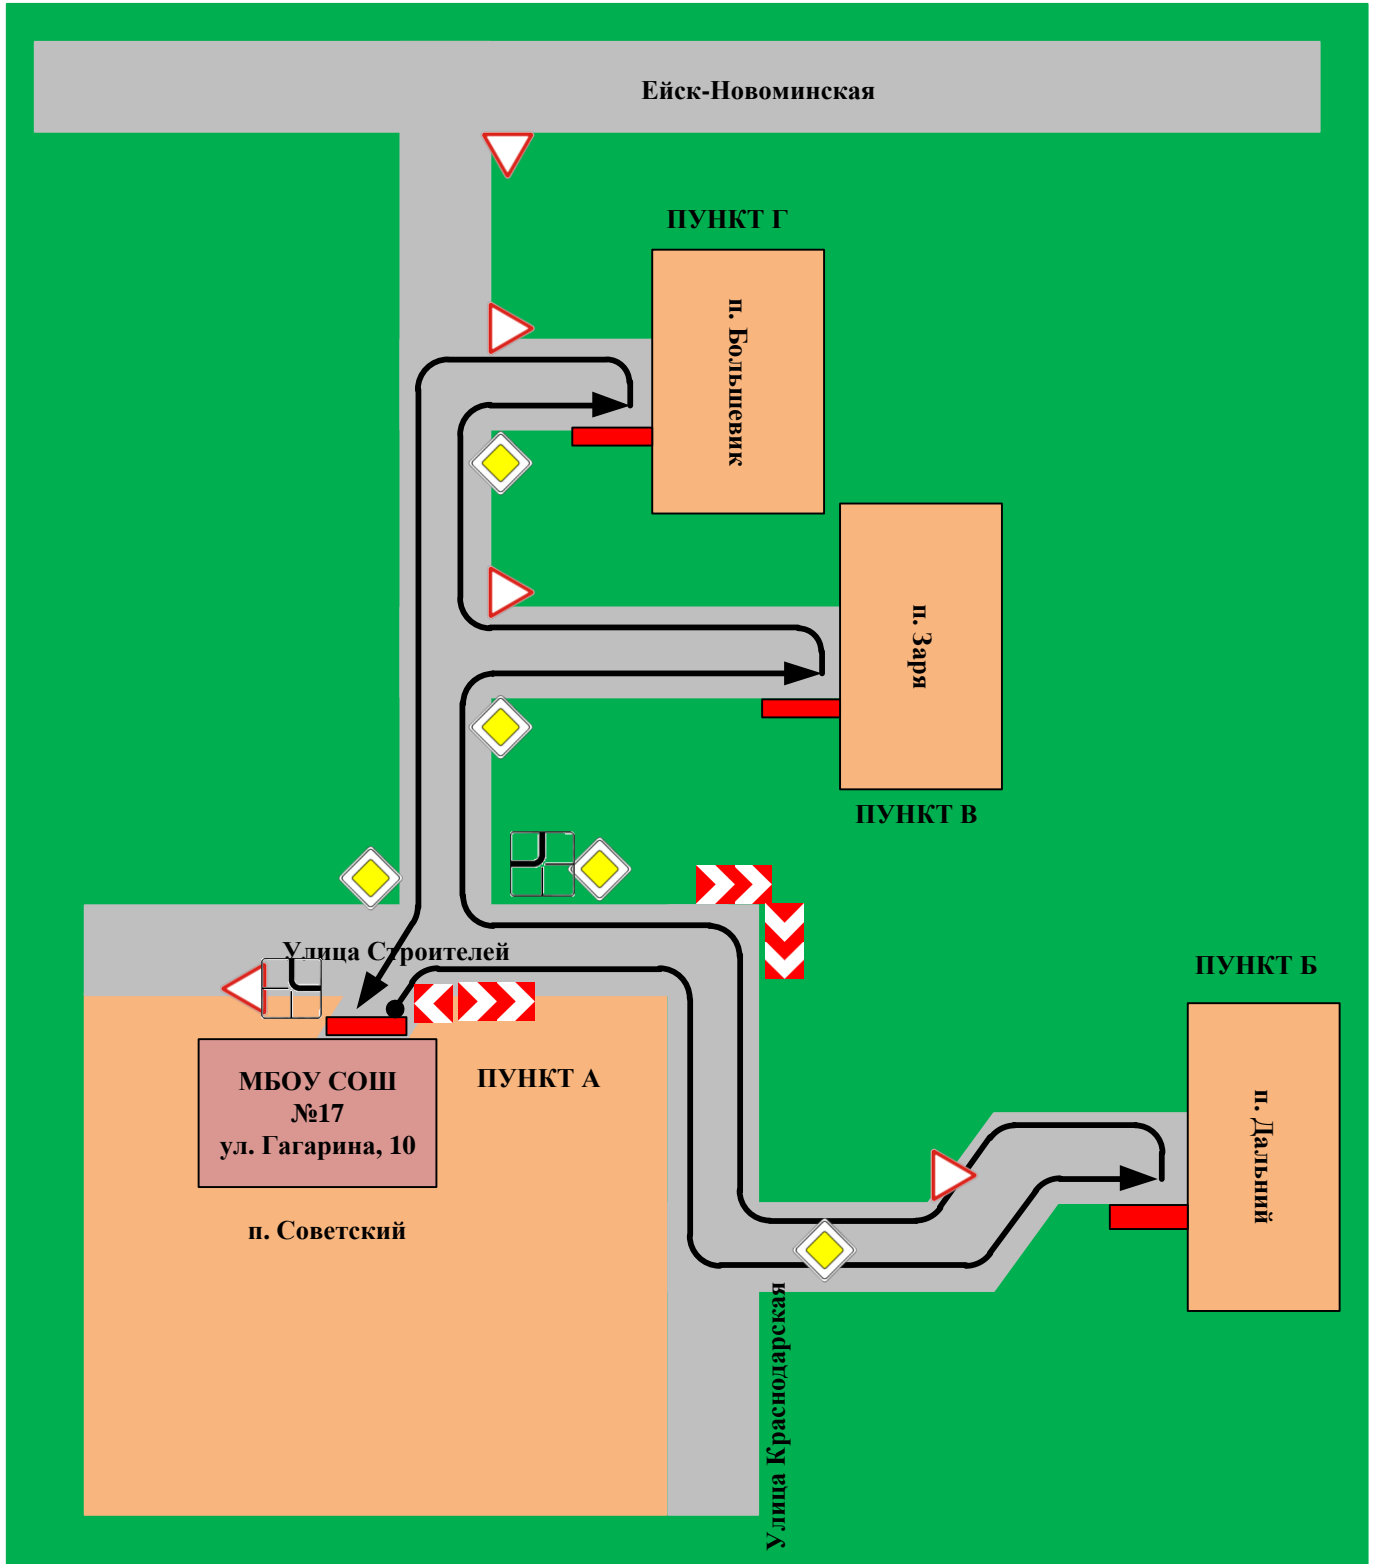 Ейск-Новоминская
ПУНКТ Г
п. Большевик
п. Заря
ПУНКТ В
Улица Строителей
ПУНКТ Б
МБОУ СОШ
№17
ул. Гагарина, 10
ПУНКТ А
п. Дальний
п. Советский
Улица Краснодарская